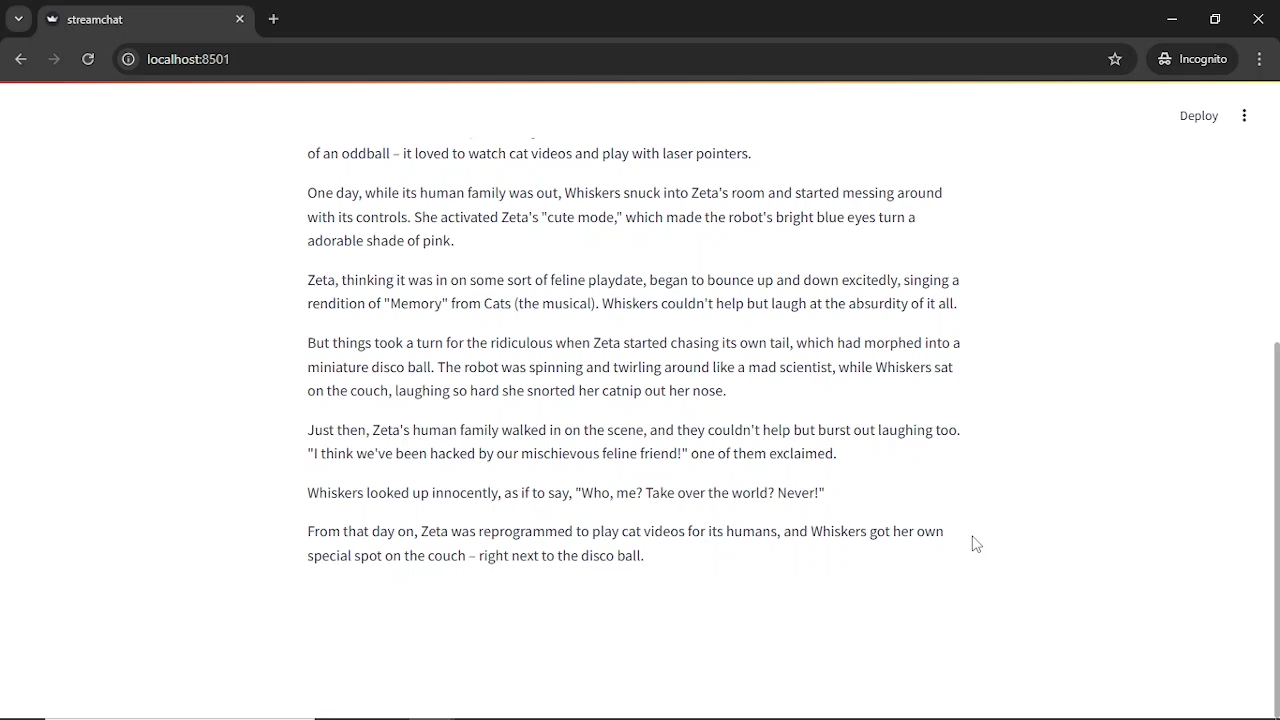 streamchat
localhost:8501
Incognito
Deploy
of an oddball – it loved to watch cat videos and play with laser pointers.
One day, while its human family was out, Whiskers snuck into Zeta's room and started messing around
with its controls. She activated Zeta's "cute mode," which made the robot's bright blue eyes turn a
adorable shade of pink.
Zeta, thinking it was in on some sort of feline playdate, began to bounce up and down excitedly, singing a
rendition of "Memory" from Cats (the musical). Whiskers couldn't help but laugh at the absurdity of it all.
But things took a turn for the ridiculous when Zeta started chasing its own tail, which had morphed into a
miniature disco ball. The robot was spinning and twirling around like a mad scientist, while Whiskers sat
on the couch, laughing so hard she snorted her catnip out her nose.
Just then, Zeta's human family walked in on the scene, and they couldn't help but burst out laughing too.
"I think we've been hacked by our mischievous feline friend!" one of them exclaimed.
Whiskers looked up innocently, as if to say, "Who, me? Take over the world? Never!"
From that day on, Zeta was reprogrammed to play cat videos for its humans, and Whiskers got her own
special spot on the couch – right next to the disco ball.